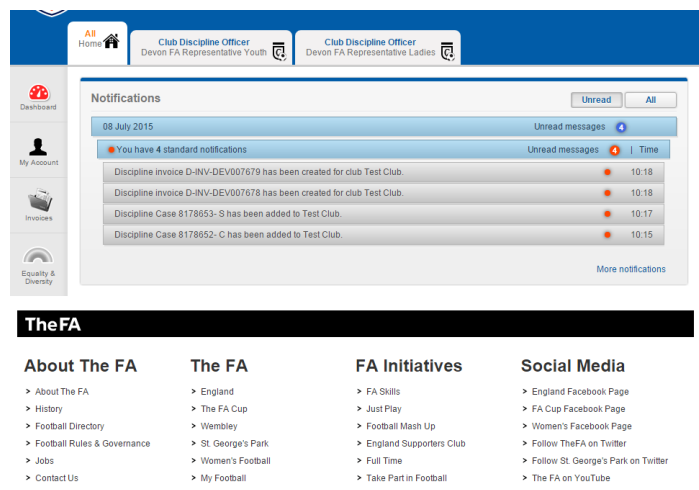 All
Home
Club Discipline Officer
Devon FA Representative Youth
Club Discipline Officer
Devon FA Representative Ladies
Dashboard
My Account
Invoices
Equality &
Diversity
Notifications
Unread All
08 July 2015 Unread messages 4
You have 4 standard notifications Unread messages 4 | Time
Discipline invoice D-INV-DEV007679 has been created for club Test Club. 10:18
Discipline invoice D-INV-DEV007678 has been created for club Test Club. 10:18
Discipline Case 8178653- S has been added to Test Club. 10:17
Discipline Case 8178652- C has been added to Test Club. 10:15
More notifications
TheFA
About The FA
> About The FA
> History
> Football Directory
> Football Rules & Governance
> Jobs
> Contact Us
The FA
> England
> The FA Cup
> Wembley
> St. George's Park
> Women's Football
> My Football
FA Initiatives
> FA Skills
> Just Play
> Football Mash Up
> England Supporters Club
> Full Time
> Take Part in Football
Social Media
> England Facebook Page
> FA Cup Facebook Page
> Women's Facebook Page
> Follow TheFA on Twitter
> Follow St. George's Park on Twitter
> The FA on YouTube